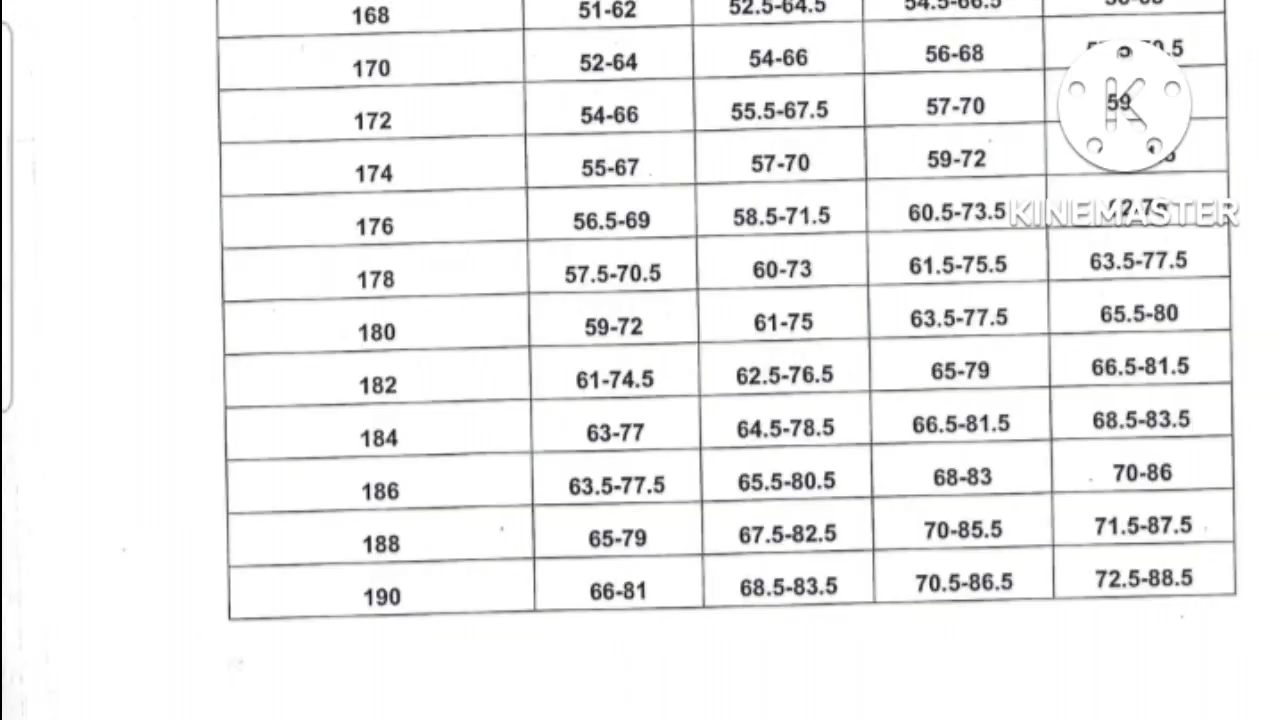 168 51-62 52.5-64.5 54.5-66.5
170 52-64 54-66 56-68
172 54-66 55.5-67.5 57-70 59
174 55-67 57-70 59-72
176 56.5-69 58.5-71.5 60.5-73.5
KINEMASTER
178 57.5-70.5 60-73 61.5-75.5 63.5-77.5
180 59-72 61-75 63.5-77.5 65.5-80
182 61-74.5 62.5-76.5 65-79 66.5-81.5
184 63-77 64.5-78.5 66.5-81.5 68.5-83.5
186 63.5-77.5 65.5-80.5 68-83 70-86
188 65-79 67.5-82.5 70-85.5 71.5-87.5
190 66-81 68.5-83.5 70.5-86.5 72.5-88.5